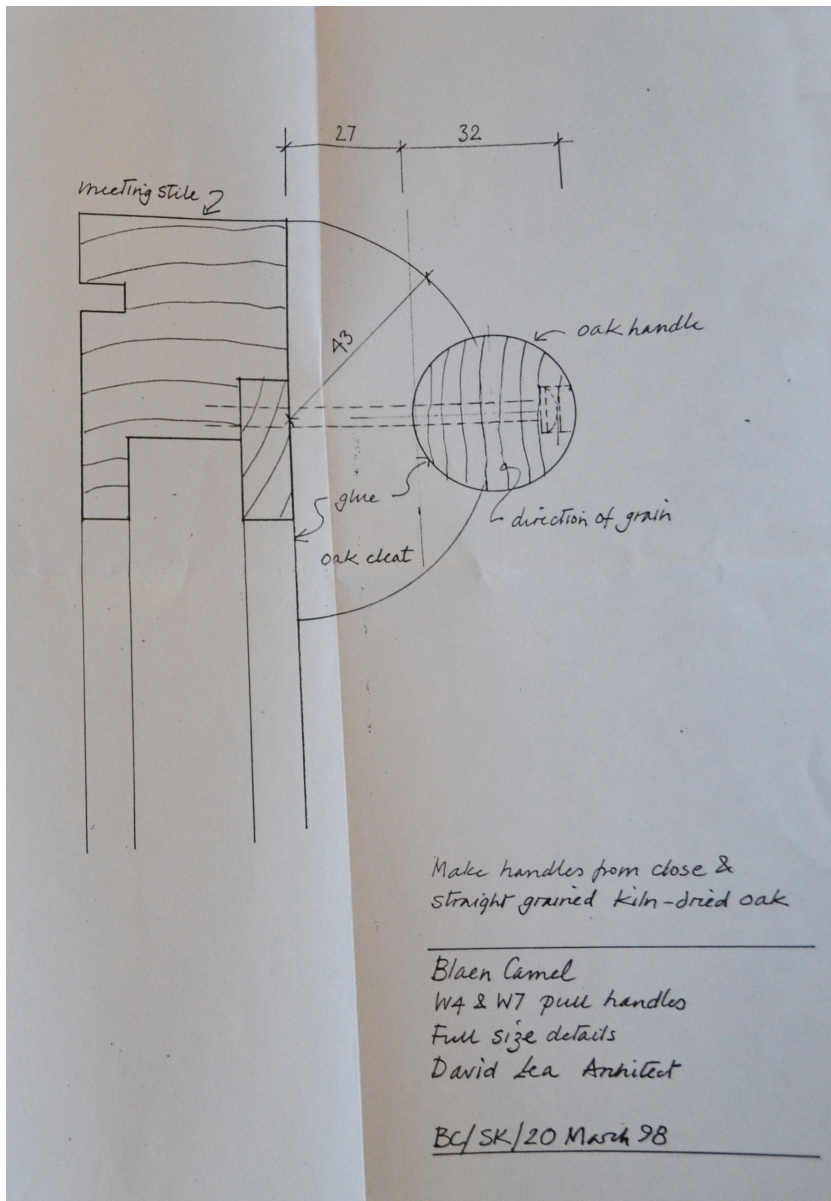 27 32
meeting stile
oak handle
43
glue
direction of grain
oak cleat
Make handles from close &
straight grained kiln-dried oak
Blaen Camel
W4 & W7 pull handles
Full size details
David Lea Architect
BC/SK/20 March 98